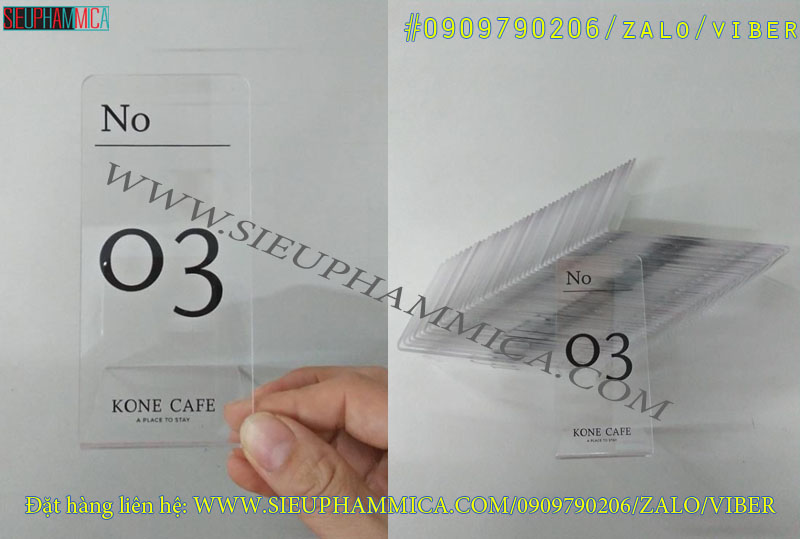 SIEUPHAMMICA
#0909790206/ZALO/VIBER
No
03
KONE CAFE
A PLACE TO STAY
WWW.SIEUPHAMMICA.COM
No
03
KONE CAFE
A PLACE TO STAY
Đặt hàng liên hệ: WWW.SIEUPHAMMICA.COM/0909790206/ZALO/VIBER